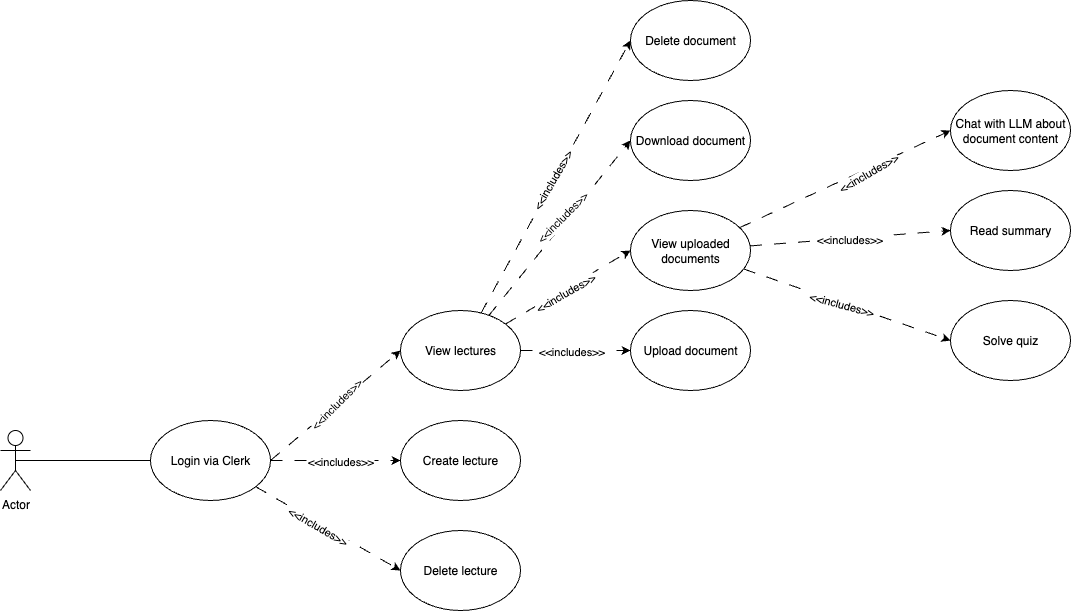 Delete document
Download document
Chat with LLM about
document content
<<includes>>
<<includes>>
<<includes>>
View uploaded
documents
<<includes>>
Read summary
<<includes>>
<<includes>>
Solve quiz
View lectures
<<includes>>
Upload document
<<includes>>
Login via Clerk
<<includes>>
Create lecture
Actor
<<includes>>
Delete lecture